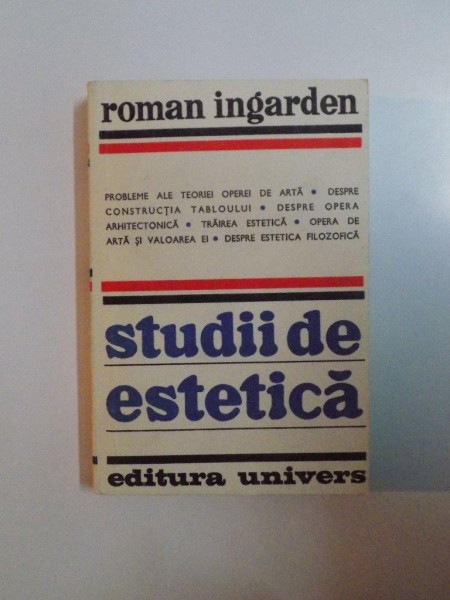 roman ingarden
PROBLEME ALE TEORIEI OPEREI DE ARTĂ • DESPRE
CONSTRUCȚIA TABLOULUI • DESPRE OPERA
ARHITECTONICĂ • TRĂIREA ESTETICĂ • OPERA DE
ARTĂ ȘI VALOAREA EI • DESPRE ESTETICA FILOZOFICĂ
studii de
estetică
editura univers